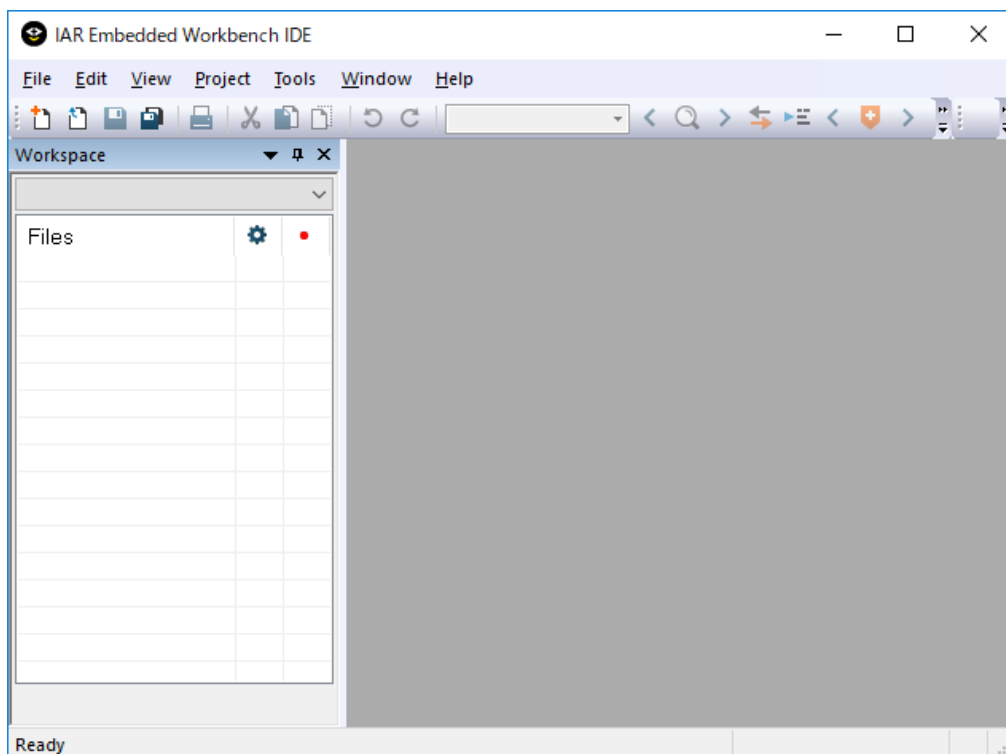 IAR Embedded Workbench IDE
File Edit View Project Tools Window Help
Workspace
Files
Ready